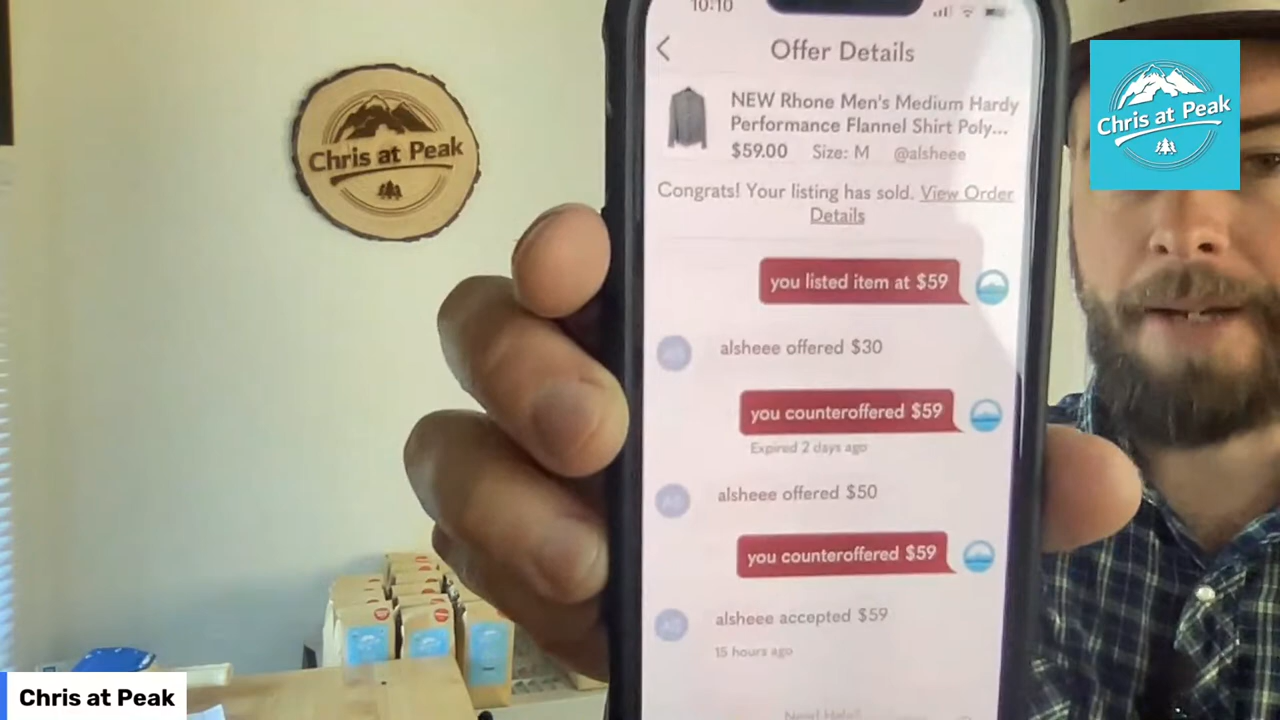 10:10
Offer Details
NEW Rhone Men's Medium Hardy
Performance Flannel Shirt Poly...
$59.00 Size: M @alsheee
Congrats! Your listing has sold. View Order
Details
you listed item at $59
alsheee offered $30
you counteroffered $59
Expired 2 days ago
alsheee offered $50
you counteroffered $59
alsheee accepted $59
15 hours ago
Chris at Peak
Chris at Peak
Chris at Peak